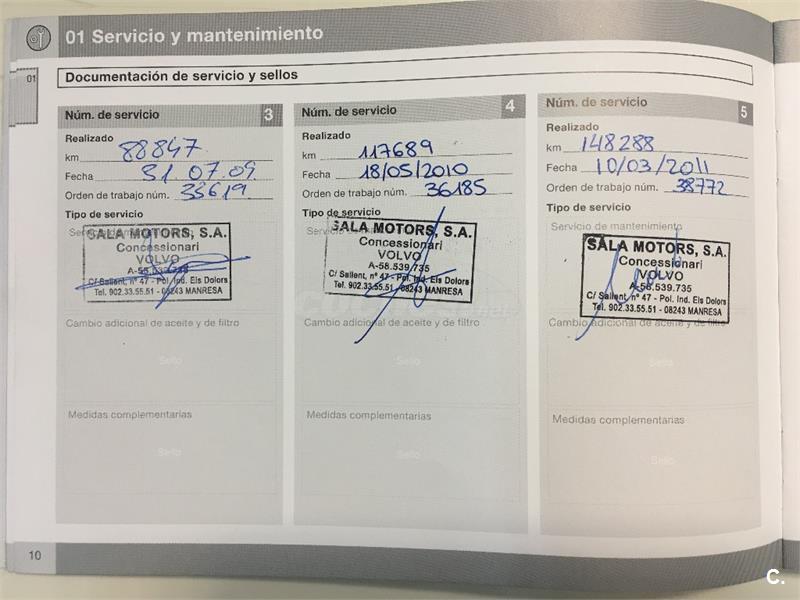 01 Servicio y mantenimiento
01
Documentación de servicio y sellos
Núm. de servicio 3
Realizado
km 88847
Fecha 31 07.09.
Orden de trabajo núm. 33619
Tipo de servicio
SALA MOTORS, S.A.
Concessionari
VOLVO
A-58.539.735
C/ Sallent, nº 47 - Pol. Ind. Els Dolors
Tel. 902.33.55.51 - 08243 MANRESA
Cambio adicional de aceite y de filtro
Sello
Medidas complementarias
Sello
Núm. de servicio 4
Realizado
km 117689
Fecha 18/05/2010
Orden de trabajo núm. 36185
Tipo de servicio
SALA MOTORS, S.A.
Concessionari
VOLVO
A-58.539.735
C/ Sallent, nº 47 - Pol. Ind. Els Dolors
Tel. 902.33.55.51 - 08243 MANRESA
Cambio adicional de aceite y de filtro
Sello
Medidas complementarias
Sello
Núm. de servicio 5
Realizado
km 148288
Fecha 10/03/2011
Orden de trabajo núm. 38772
Tipo de servicio
Servicio de mantenimiento
SALA MOTORS, S.A.
Concessionari
VOLVO
A-58.539.735
C/ Sallent, nº 47 - Pol. Ind. Els Dolors
Tel. 902.33.55.51 - 08243 MANRESA
Cambio adicional de aceite y de filtro
Sello
Medidas complementarias
Sello
10
C.